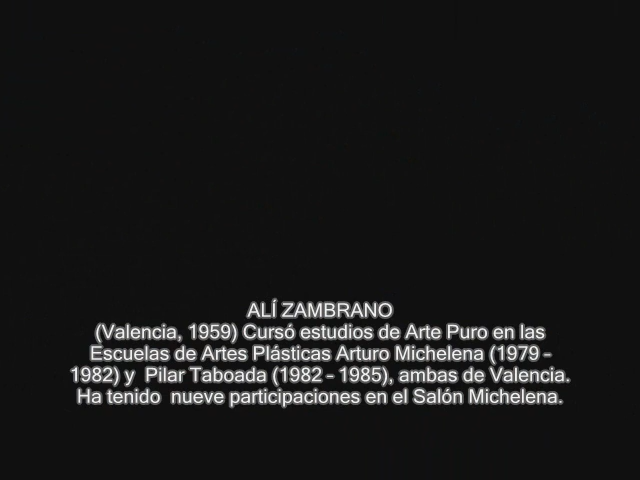 ALÍ ZAMBRANO
(Valencia, 1959) Cursó estudios de Arte Puro en las
Escuelas de Artes Plásticas Arturo Michelena (1979 –
1982) y  Pilar Taboada (1982 – 1985), ambas de Valencia.
Ha tenido  nueve participaciones en el Salón Michelena.